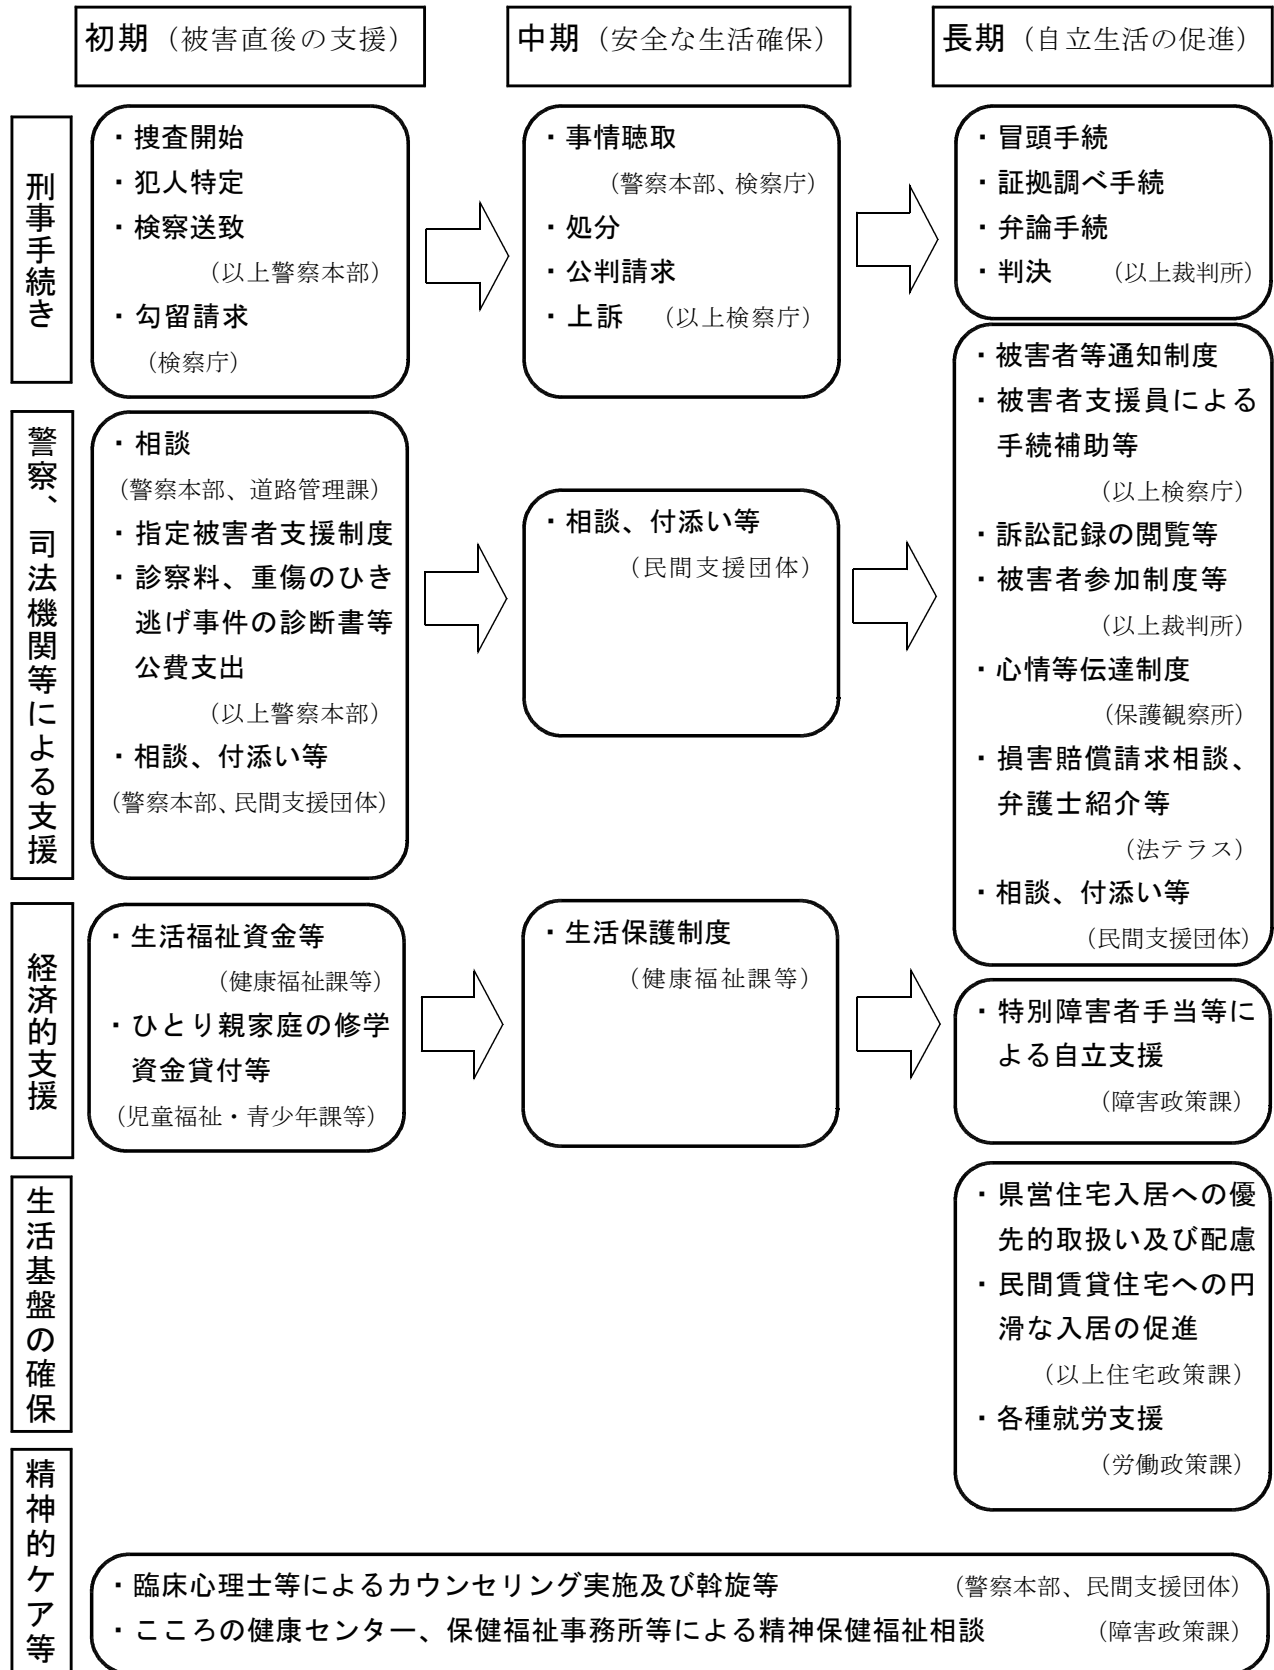 初期（被害直後の支援）
中期（安全な生活確保）
長期（自立生活の促進）
刑事手続き
・捜査開始
・犯人特定
・検察送致
（以上警察本部）
・勾留請求
（検察庁）
・事情聴取
（警察本部、検察庁）
・処分
・公判請求
・上訴　（以上検察庁）
・冒頭手続
・証拠調べ手続
・弁論手続
・判決　（以上裁判所）
警察、司法機関等による支援
・相談
（警察本部、道路管理課）
・指定被害者支援制度
・診察料、重傷のひき
逃げ事件の診断書等
公費支出
（以上警察本部）
・相談、付添い等
（警察本部、民間支援団体）
・相談、付添い等
（民間支援団体）
・被害者等通知制度
・被害者支援員による
手続補助等
（以上検察庁）
・訴訟記録の閲覧等
・被害者参加制度等
（以上裁判所）
・心情等伝達制度
（保護観察所）
・損害賠償請求相談、
弁護士紹介等
（法テラス）
・相談、付添い等
（民間支援団体）
経済的支援
・生活福祉資金等
（健康福祉課等）
・ひとり親家庭の修学
資金貸付等
（児童福祉・青少年課等）
・生活保護制度
（健康福祉課等）
・特別障害者手当等に
よる自立支援
（障害政策課）
生活基盤の確保
・県営住宅入居への優
先的取扱い及び配慮
・民間賃貸住宅への円
滑な入居の促進
（以上住宅政策課）
・各種就労支援
（労働政策課）
精神的ケア等
・臨床心理士等によるカウンセリング実施及び斡旋等　（警察本部、民間支援団体）
・こころの健康センター、保健福祉事務所等による精神保健福祉相談　（障害政策課）